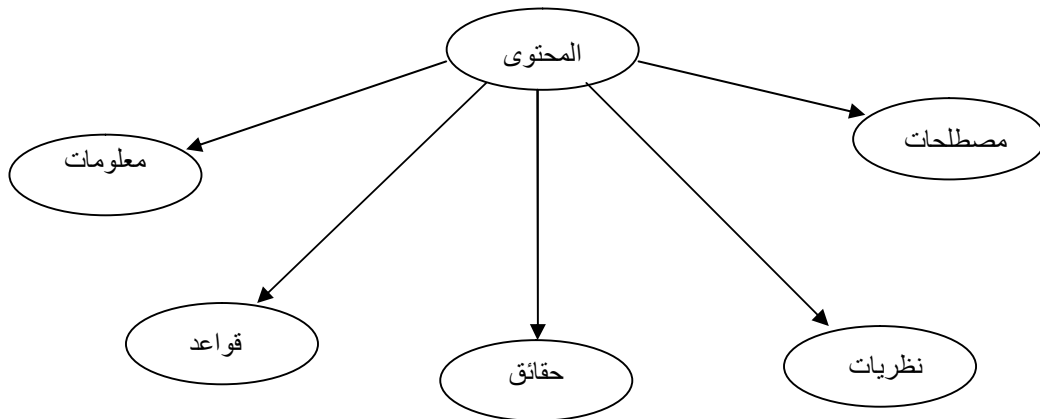 المحتوى
مصطلحات
معلومات
نظريات
حقائق
قواعد